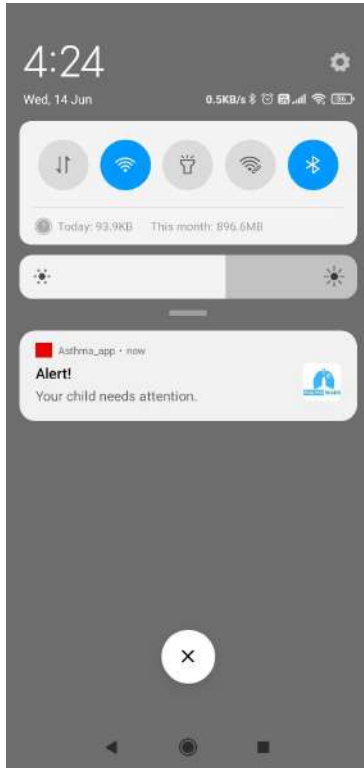 4:24
Wed, 14 Jun
0.5KB/s
36
Today: 93.9KB This month: 896.6MB
Asthma_app • now
Alert!
Your child needs attention.